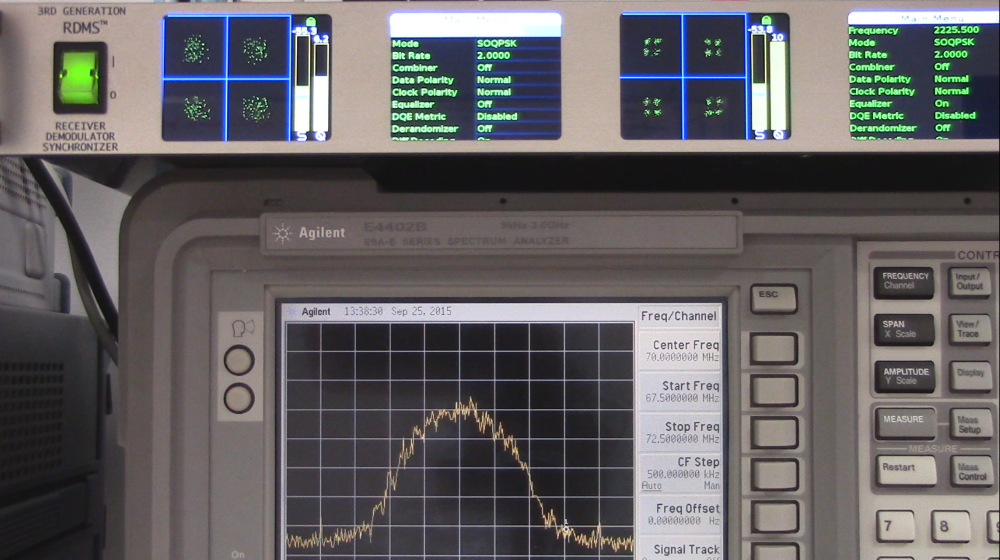 3RD GENERATION
RDMS™
RECEIVER
DEMODULATOR
SYNCHRONIZER
|
0
-55.3
6.2
S Q
Main Menu
Mode SOQPSK
Bit Rate 2.0000
Combiner Off
Data Polarity Normal
Clock Polarity Normal
Equalizer Off
DQE Metric Disabled
Derandomizer Off
-53.8
10
S Q
Main Menu
Frequency 2225.500
Mode SOQPSK
Bit Rate 2.0000
Combiner Off
Data Polarity Normal
Clock Polarity Normal
Equalizer On
DQE Metric Disabled
Derandomizer Off
Agilent E4402B 3kHz-3.0GHz
ESA-E SERIES SPECTRUM ANALYZER
Agilent 13:38:30 Sep 25, 2015
1
Freq/Channel
Center Freq
70.0000000 MHz
Start Freq
67.5000000 MHz
Stop Freq
72.5000000 MHz
CF Step
500.000000 kHz
Auto Man
Freq Offset
0.00000000 Hz
Signal Track
On
ESC
CONTR
FREQUENCY
Channel
Input/
Output
SPAN
X Scale
View/
Trace
AMPLITUDE
Y Scale
Display
MEASURE
Meas
Setup
MEASURE
Restart
Meas
Control
7
8